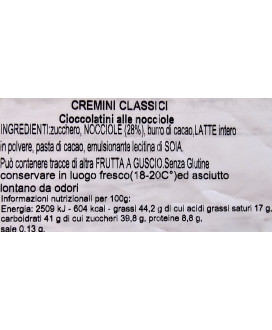 CREMINI CLASSICI
Cioccolatini alle nocciole
INGREDIENTI:zucchero, NOCCIOLE (28%), burro di cacao,LATTE intero
in polvere, pasta di cacao, emulsionante lecitina di SOIA.
Può contenere tracce di altra FRUTTA A GUSCIO.Senza Glutine
conservare in luogo fresco(18-20C°)ed asciutto
lontano da odori
Informazioni nutrizionali per 100g:
Energia: 2509 kJ - 604 kcal - grassi 44,2 g di cui acidi grassi saturi 17 g,
carboidrati 41 g di cui zuccheri 39,8 g, proteine 8,8 g,
sale 0,13 g.